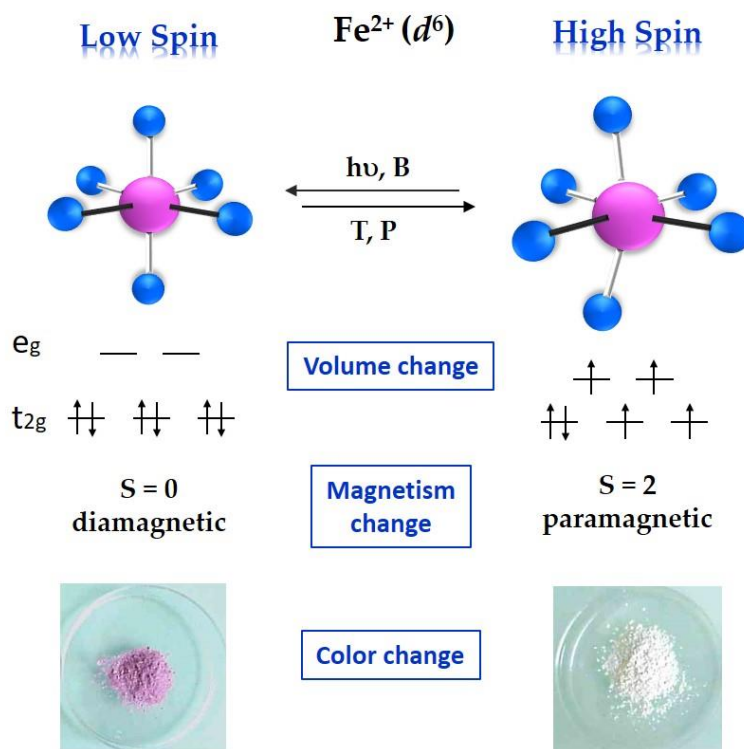 Low Spin
Fe²⁺ (d⁶)
High Spin
hυ, B
T, P
eg
t2g
Volume change
S = 0
diamagnetic
Magnetism
change
S = 2
paramagnetic
Color change